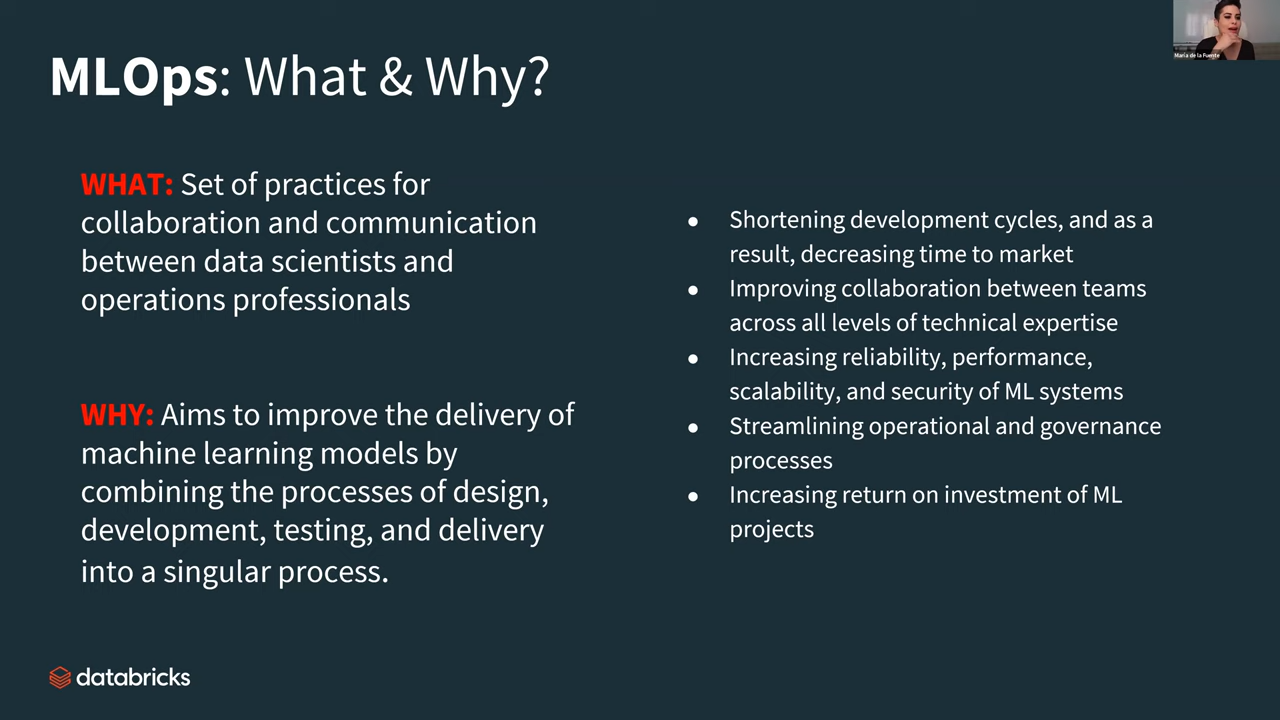 MLOps: What & Why?
WHAT: Set of practices for
collaboration and communication
between data scientists and
operations professionals
WHY: Aims to improve the delivery of
machine learning models by
combining the processes of design,
development, testing, and delivery
into a singular process.
● Shortening development cycles, and as a
result, decreasing time to market
● Improving collaboration between teams
across all levels of technical expertise
● Increasing reliability, performance,
scalability, and security of ML systems
● Streamlining operational and governance
processes
● Increasing return on investment of ML
projects
databricks
María de la Fuente